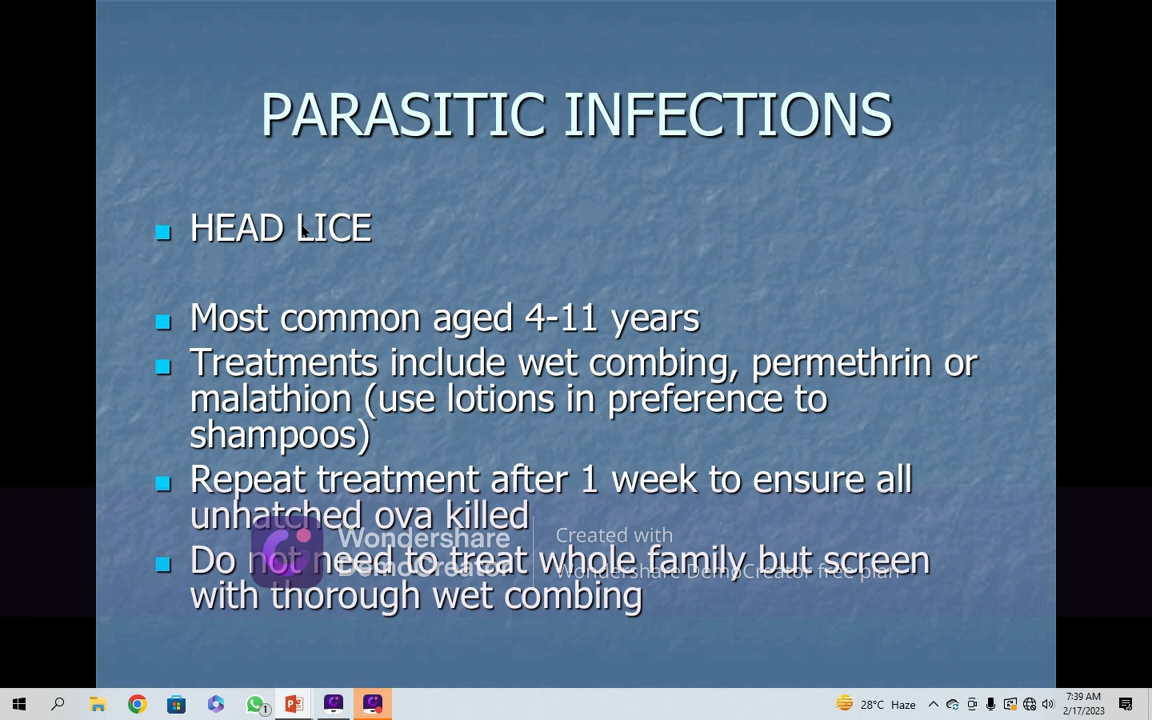 PARASITIC INFECTIONS
HEAD LICE
Most common aged 4-11 years
Treatments include wet combing, permethrin or
malathion (use lotions in preference to
shampoos)
Repeat treatment after 1 week to ensure all
unhatched ova killed
Do not need to treat whole family but screen
with thorough wet combing
Wondershare
DemoCreator
Created with
Wondershare DemoCreator free plan
1
28°C Haze
7:39 AM
2/17/2023